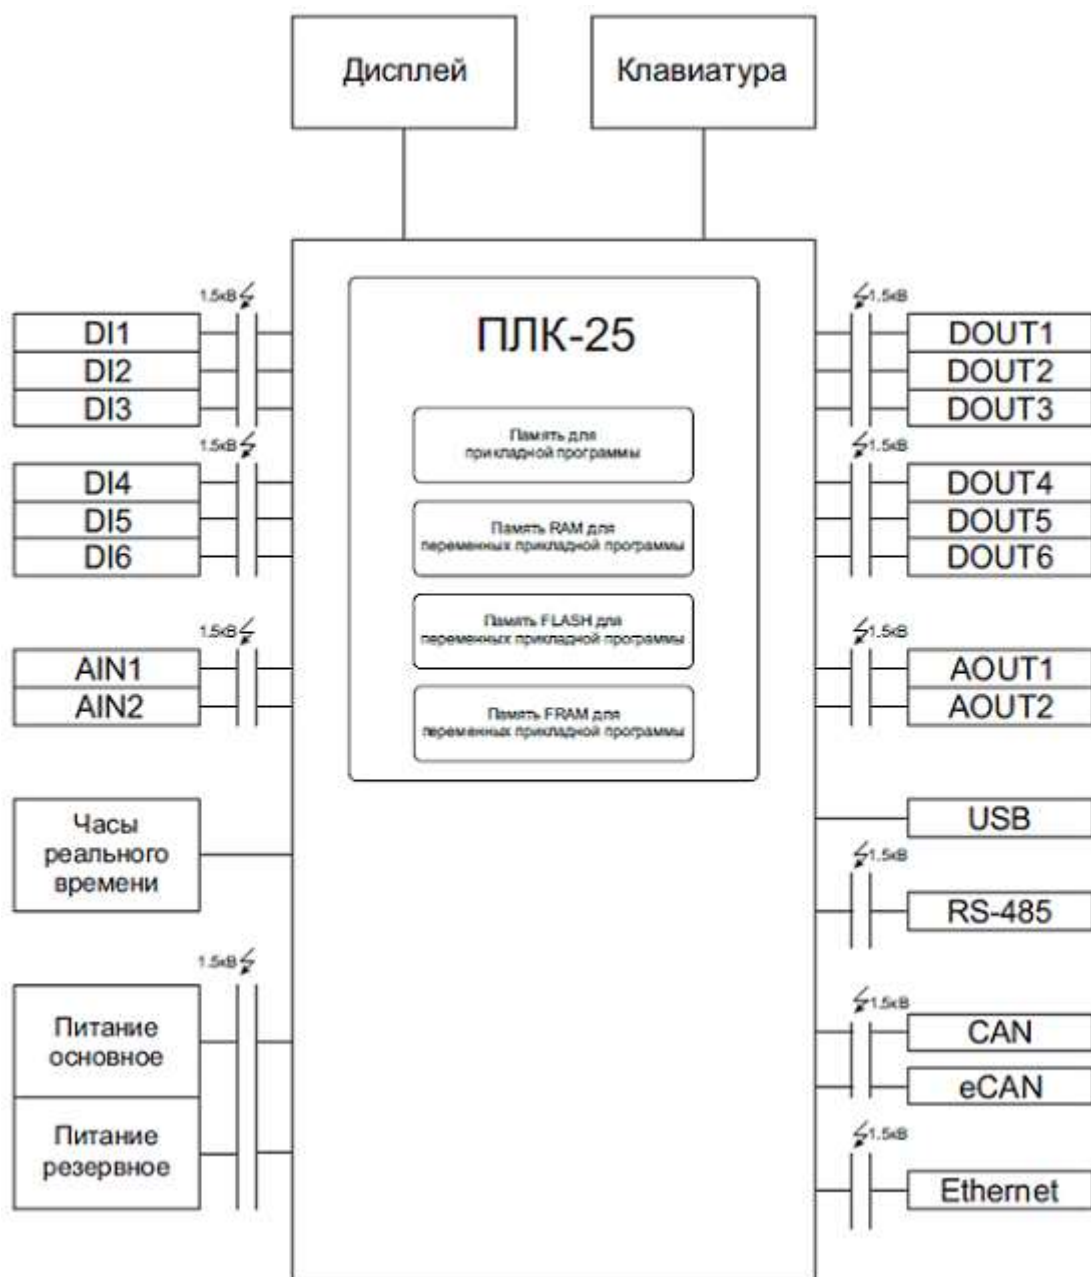 Дисплей
Клавиатура
ПЛК-25
Память для
прикладной программы
Память RAM для
переменных прикладной программы
Память FLASH для
переменных прикладной программы
Память FRAM для
переменных прикладной программы
1.5кВ
DI1
DI2
DI3
1.5кВ
DI4
DI5
DI6
1.5кВ
AIN1
AIN2
Часы
реального
времени
1.5кВ
Питание
основное
Питание
резервное
1.5кВ
DOUT1
DOUT2
DOUT3
1.5кВ
DOUT4
DOUT5
DOUT6
1.5кВ
AOUT1
AOUT2
USB
1.5кВ
RS-485
1.5кВ
CAN
eCAN
1.5кВ
Ethernet